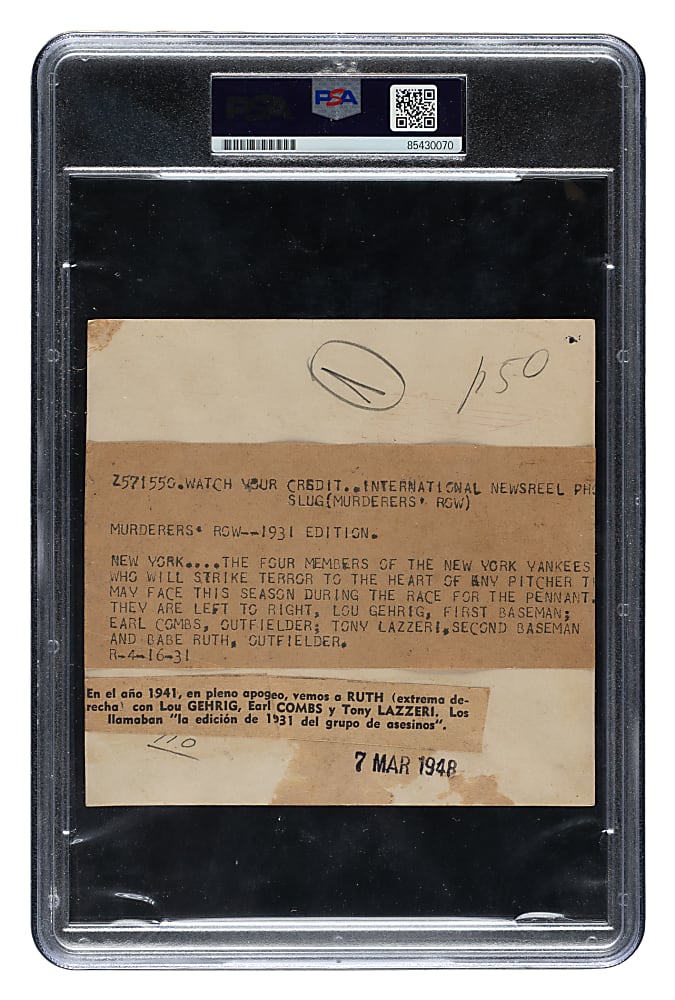 PSA
85430070
1
p50
Z571550.WATCH YOUR CREDIT..INTERNATIONAL NEWSREEL PHO
SLUG(MURDERERS' ROW)
MURDERERS' ROW--1931 EDITION.
NEW YORK....THE FOUR MEMBERS OF THE NEW YORK YANKEES
WHO WILL STRIKE TERROR TO THE HEART OF ANY PITCHER TH
MAY FACE THIS SEASON DURING THE RACE FOR THE PENNANT.
THEY ARE LEFT TO RIGHT, LOU GEHRIG, FIRST BASEMAN;
EARL COMBS, OUTFIELDER; TONY LAZZERI,SECOND BASEMAN
AND BABE RUTH, OUTFIELDER.
R-4-16-31
En el año 1941, en pleno apogeo, vemos a RUTH (extrema de-
recha) con Lou GEHRIG, Earl COMBS y Tony LAZZERI. Los
llamaban "la edición de 1931 del grupo de asesinos".
110
7 MAR 1948